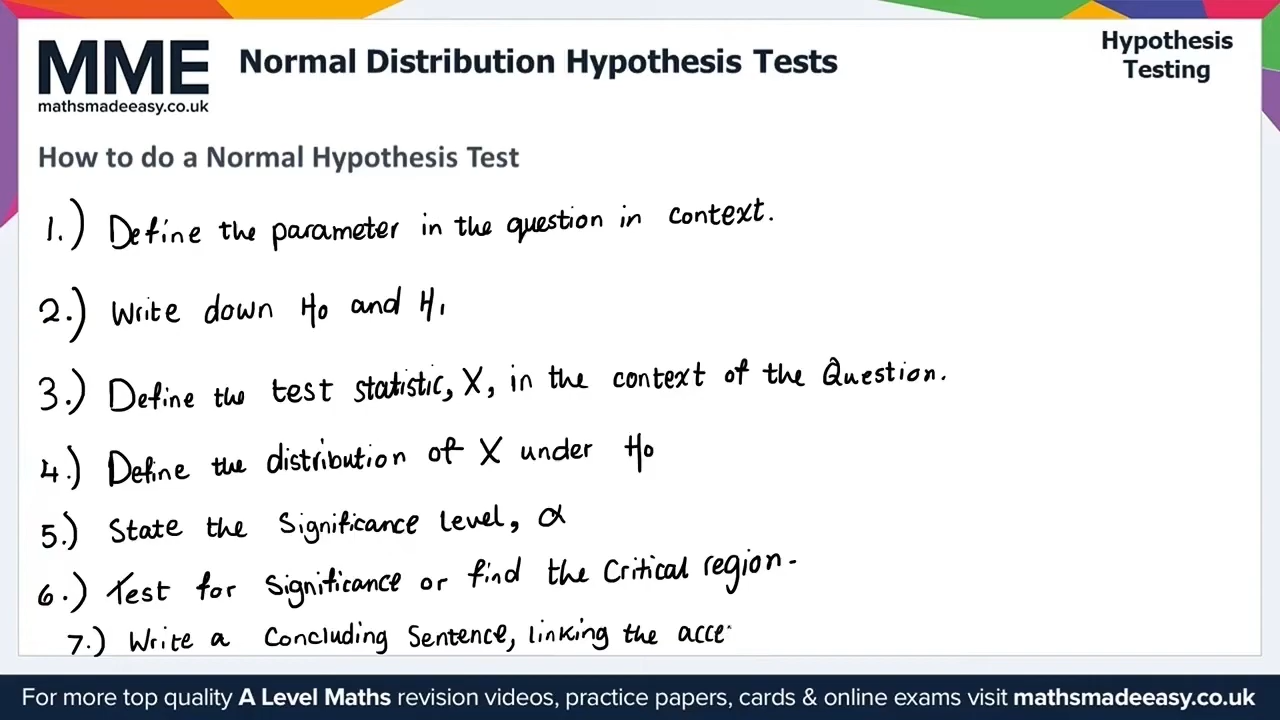 MME
mathsmadeeasy.co.uk
Normal Distribution Hypothesis Tests
Hypothesis
Testing
How to do a Normal Hypothesis Test
1.) Define the parameter in the question in context.
2.) Write down H₀ and H₁
3.) Define the test statistic, X, in the context of the Question.
4.) Define the distribution of X under H₀
5.) State the Significance Level, α
6.) Test for Significance or find the Critical region.
7.) Write a Concluding Sentence, linking the acce
For more top quality A Level Maths revision videos, practice papers, cards & online exams visit mathsmadeeasy.co.uk